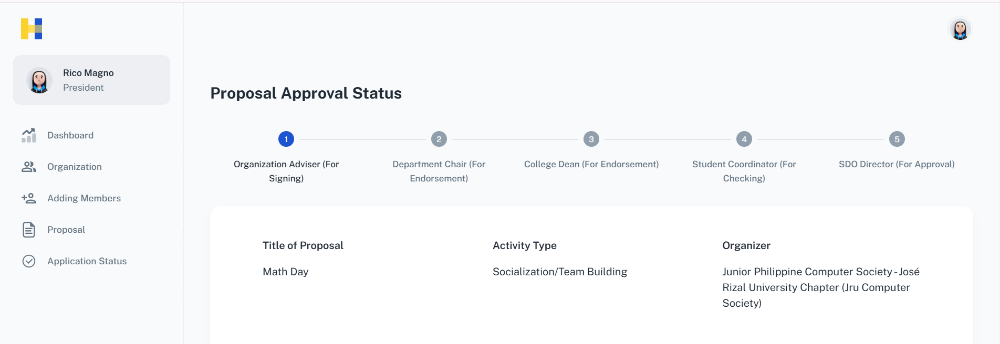 Rico Magno
President
Dashboard
Organization
Adding Members
Proposal
Application Status
Proposal Approval Status
1
2
3
4
5
Organization Adviser (For
Signing)
Department Chair (For
Endorsement)
College Dean (For Endorsement)
Student Coordinator (For
Checking)
SDO Director (For Approval)
Title of Proposal
Math Day
Activity Type
Socialization/Team Building
Organizer
Junior Philippine Computer Society - José
Rizal University Chapter (Jru Computer
Society)